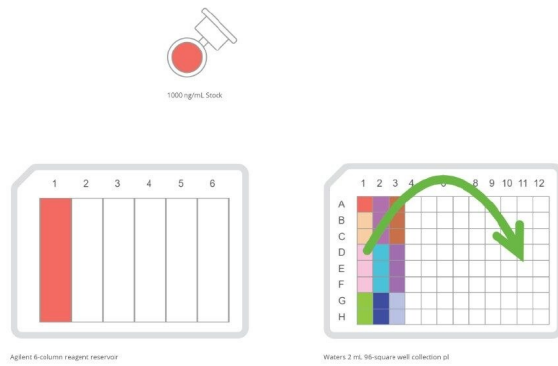 1000 ng/mL Stock
1 2 3 4 5 6
1 2 3 4 8 9 10 11 12
A
B
C
D
E
F
G
H
Agilent 6-column reagent reservoir
Waters 2 mL 96-square well collection pl